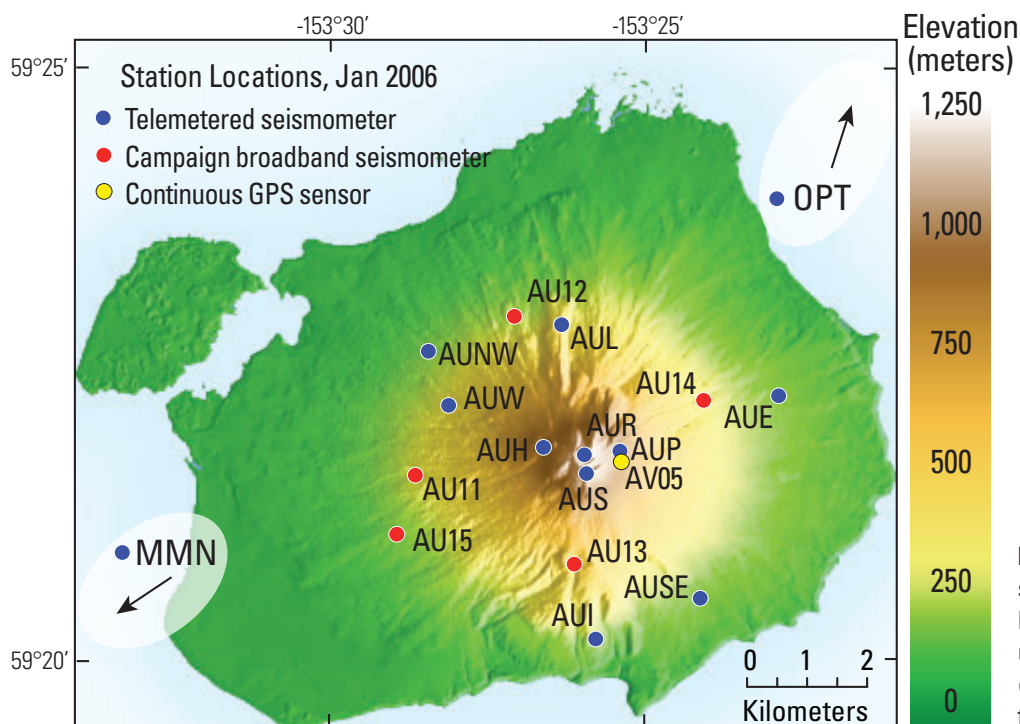 -153°30′ -153°25′
59°25′
Station Locations, Jan 2006
Telemetered seismometer
Campaign broadband seismometer
Continuous GPS sensor
Elevation
(meters)
1,250
1,000
750
500
250
0
OPT
AU12
AUL
AUNW
AUW
AU14
AUE
AUR
AUH
AUP
AV05
AUS
AU11
AU15
MMN
AU13
AUSE
AUI
59°20′
0 1 2
Kilometers